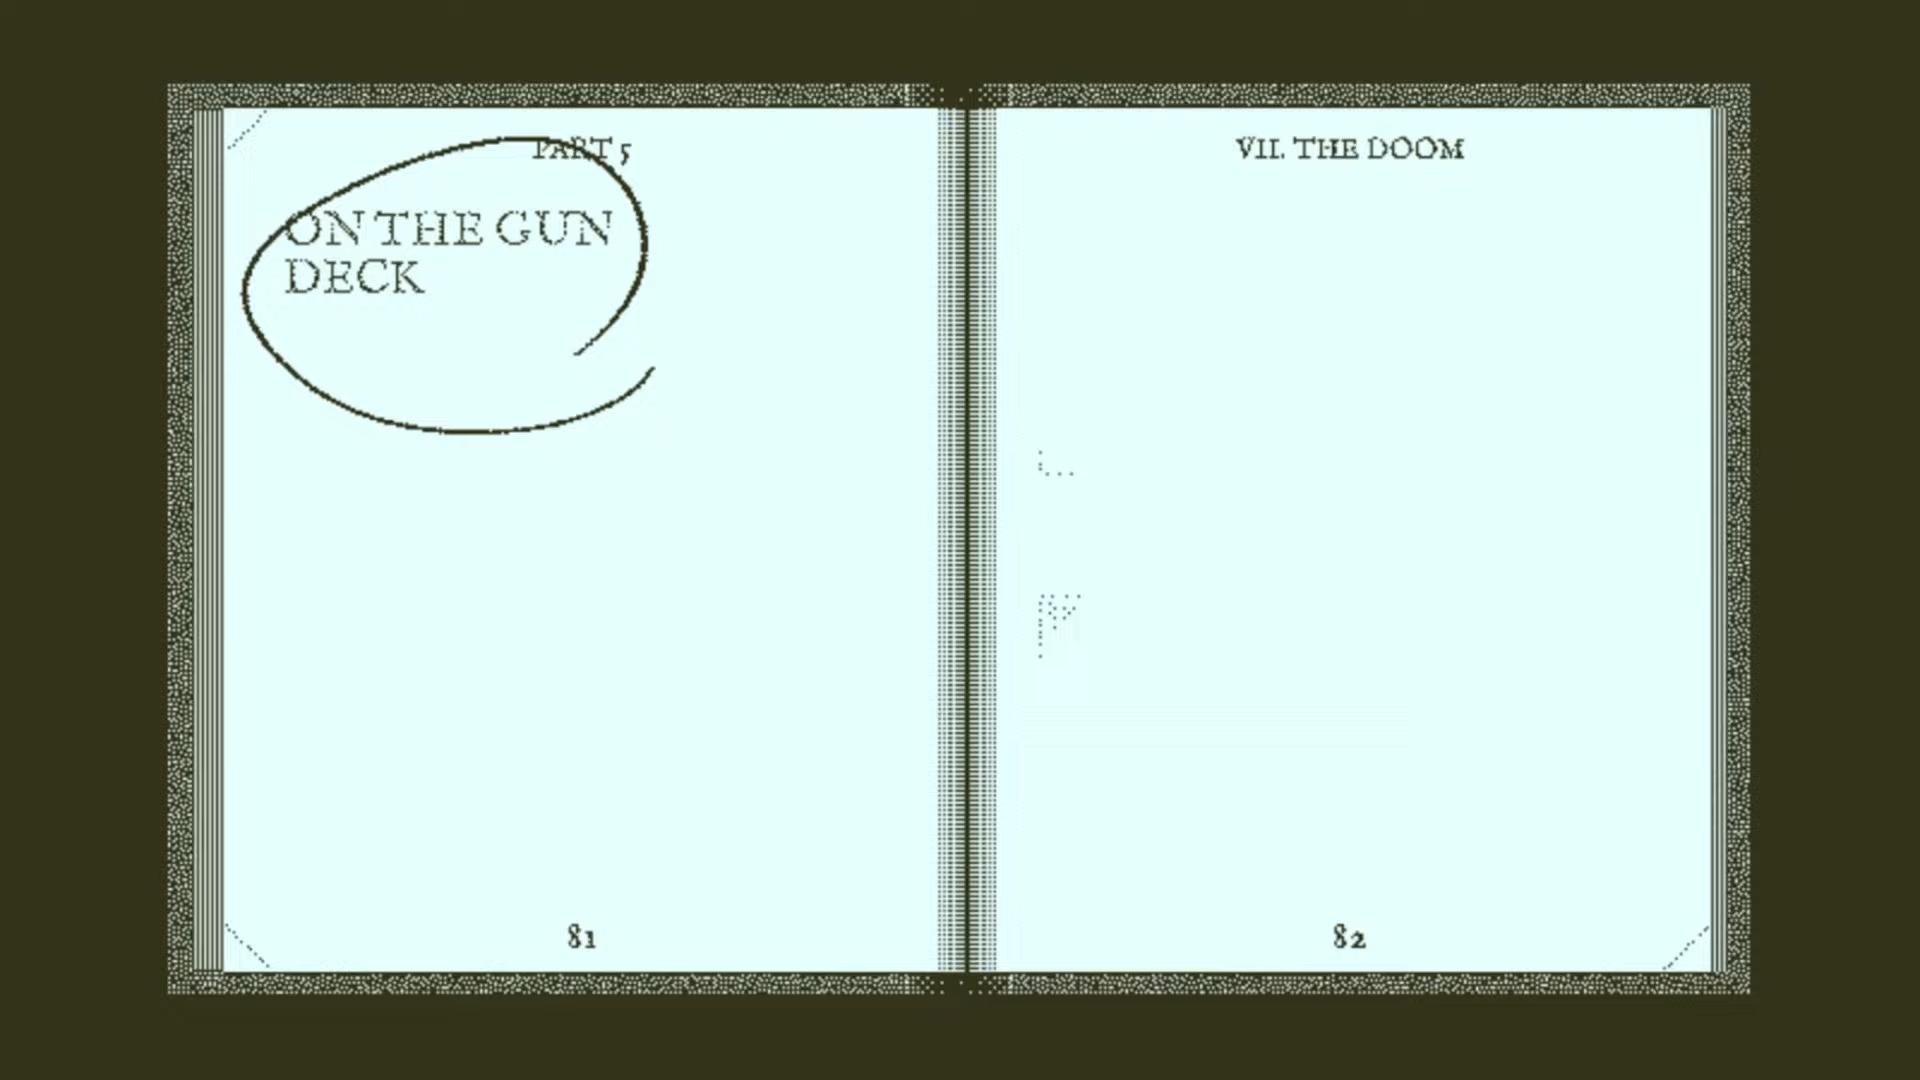 PART 5
ON THE GUN
DECK
81
VII. THE DOOM
82